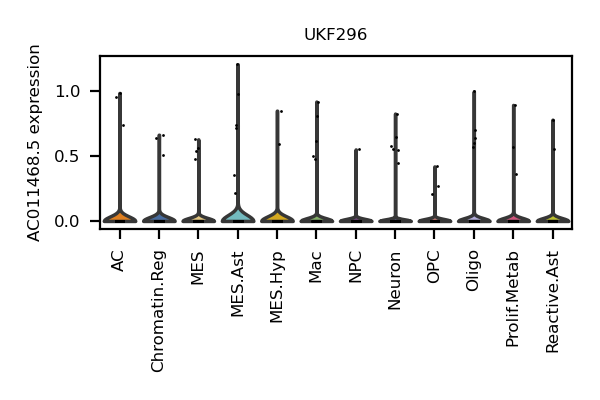 UKF296
AC011468.5 expression
1.0
0.5
0.0
AC
Chromatin.Reg
MES
MES.Ast
MES.Hyp
Mac
NPC
Neuron
OPC
Oligo
Prolif.Metab
Reactive.Ast